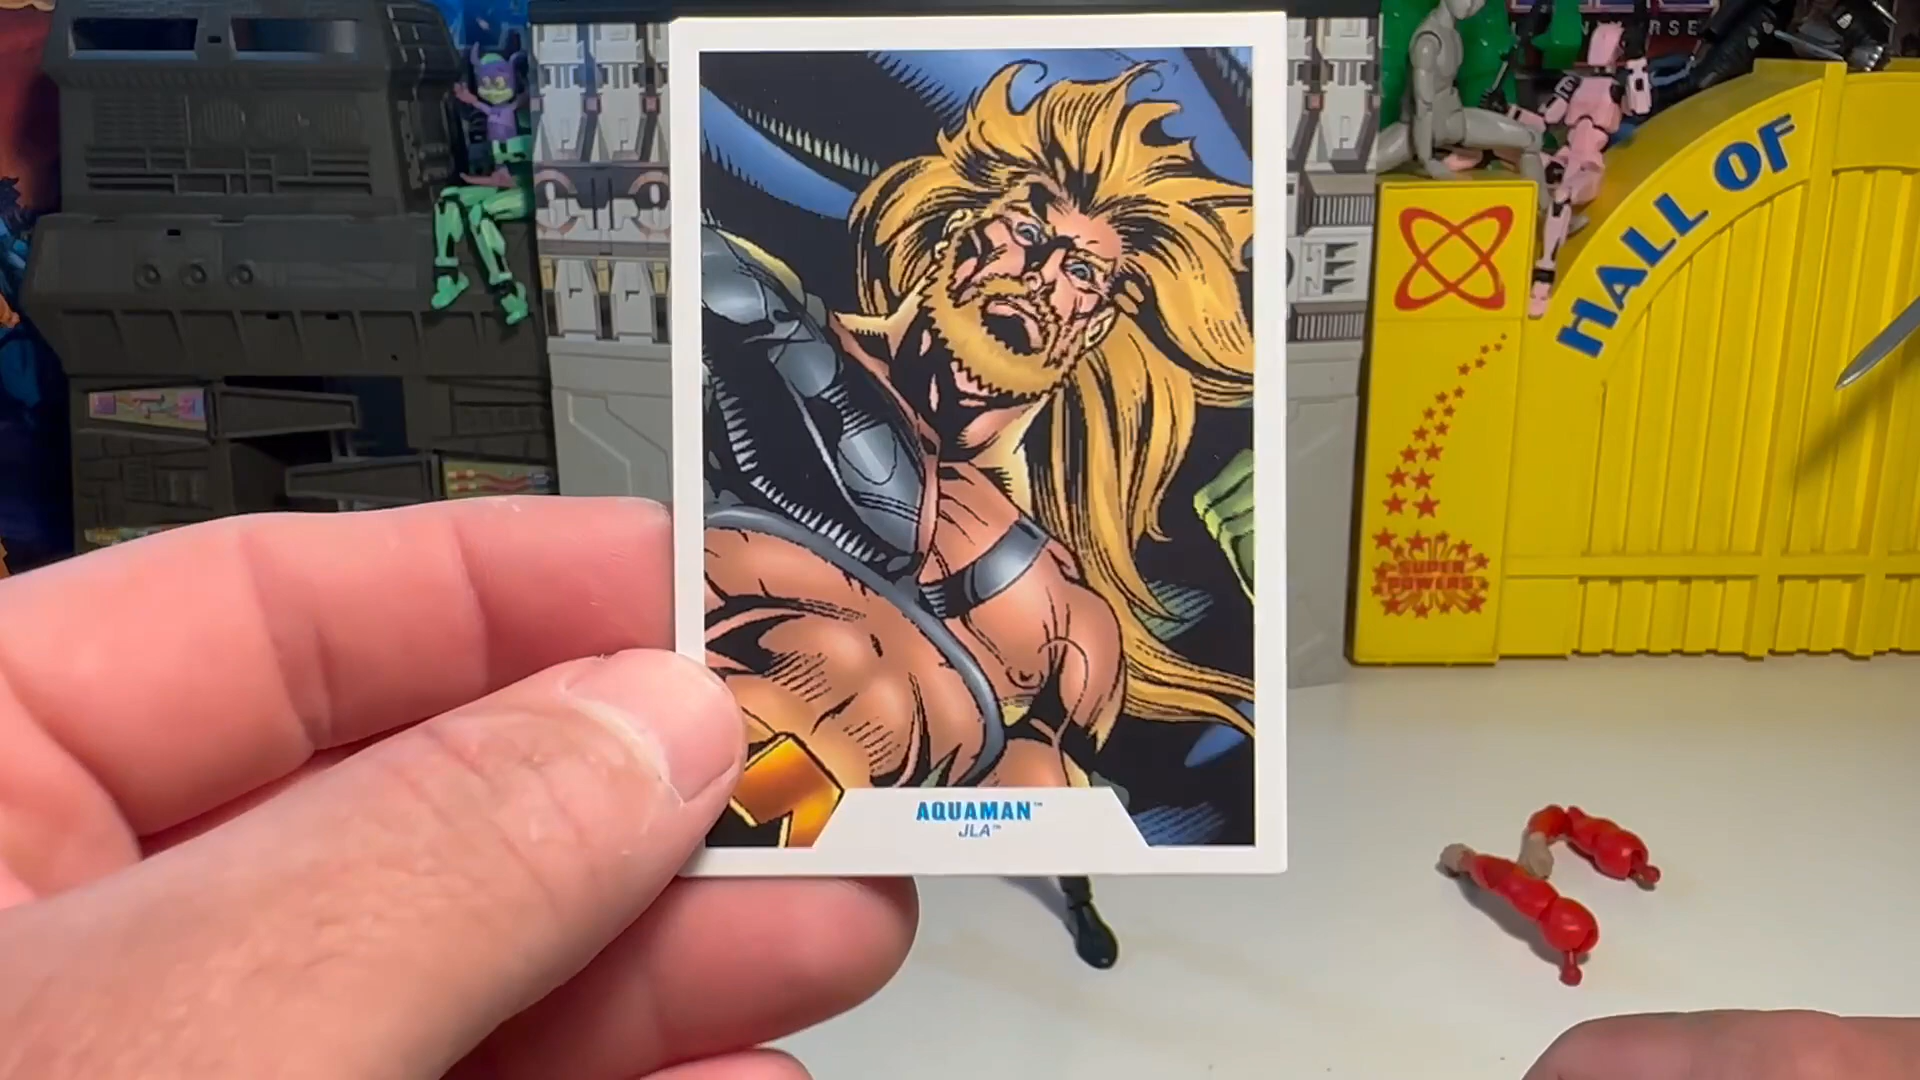 AQUAMAN™
JLA™
HALL OF
SUPER
POWERS